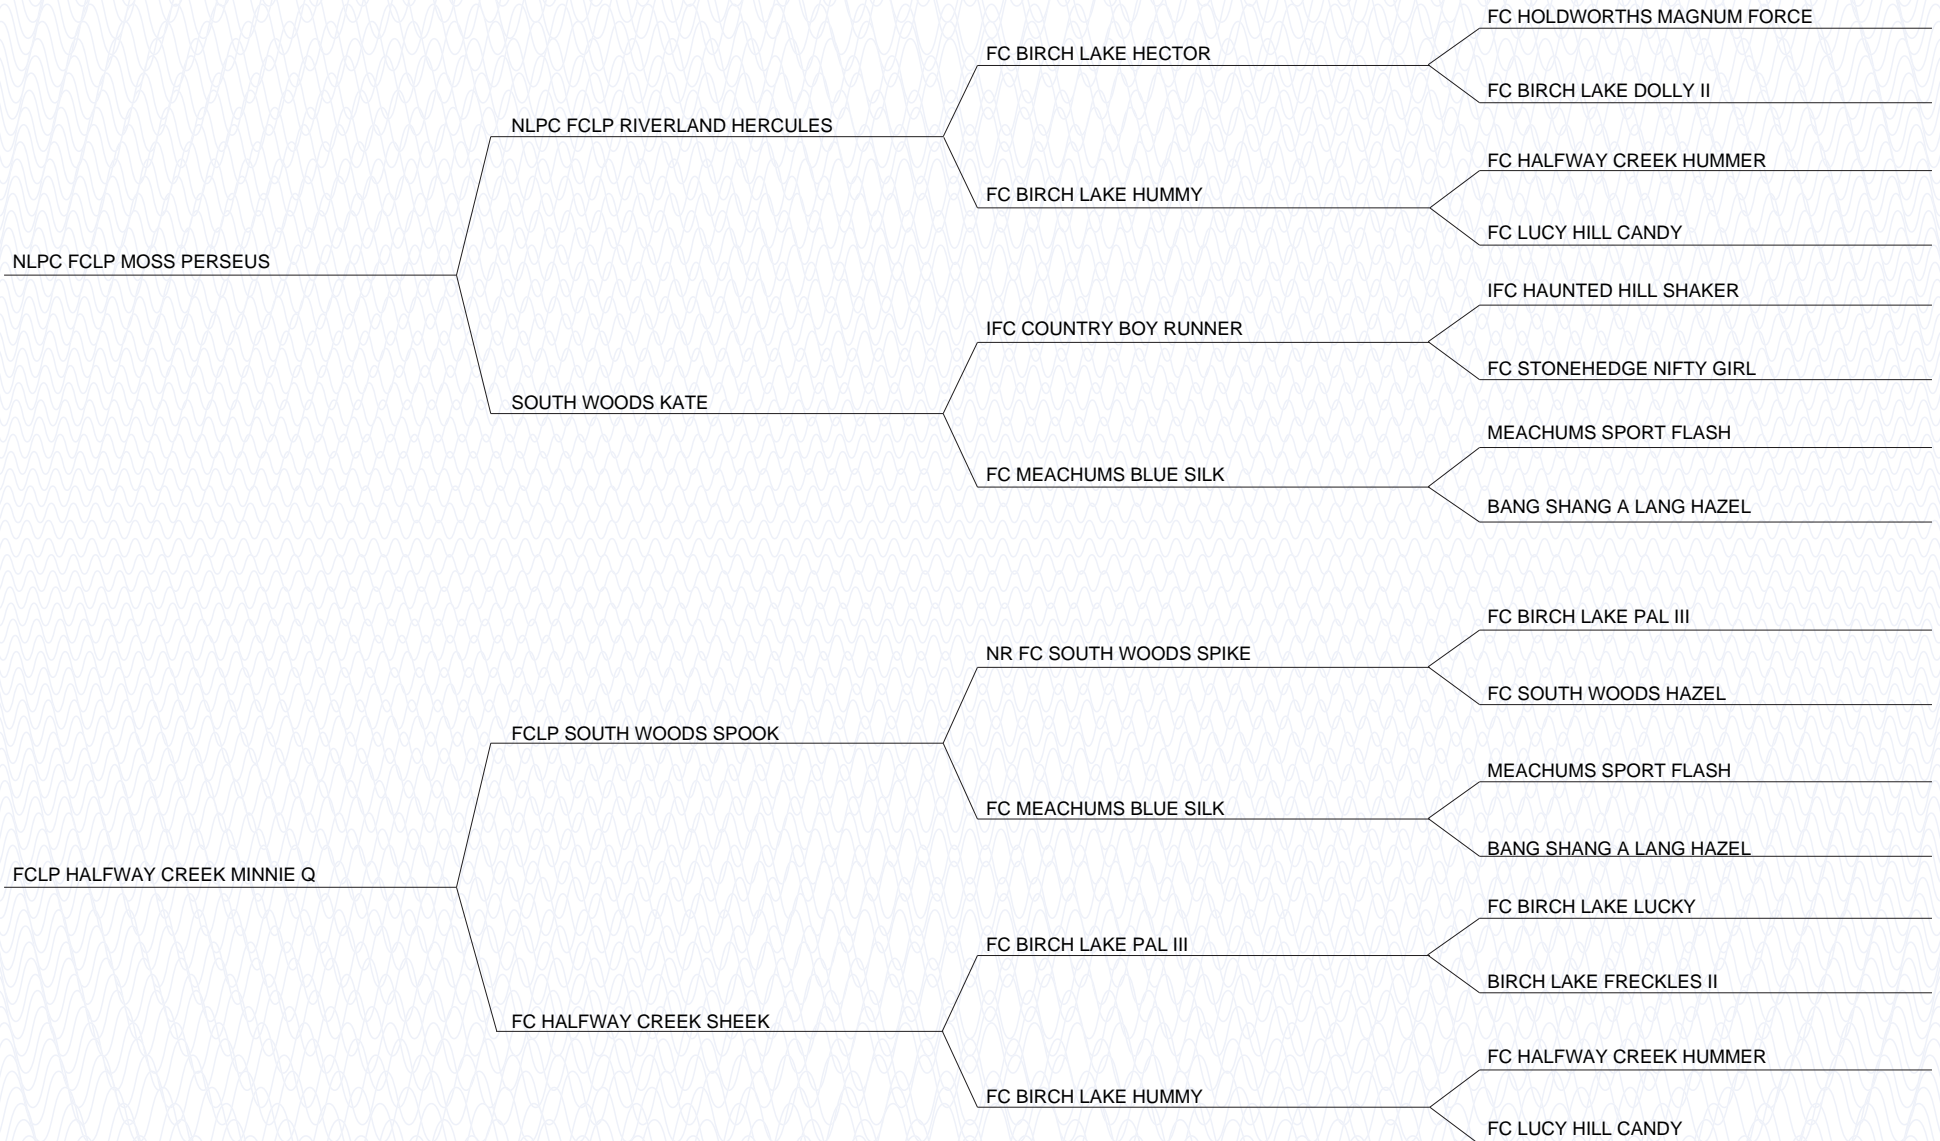 FC HOLDWORTHS MAGNUM FORCE
FC BIRCH LAKE HECTOR
FC BIRCH LAKE DOLLY II
NLPC FCLP RIVERLAND HERCULES
FC HALFWAY CREEK HUMMER
FC BIRCH LAKE HUMMY
FC LUCY HILL CANDY
NLPC FCLP MOSS PERSEUS
IFC HAUNTED HILL SHAKER
IFC COUNTRY BOY RUNNER
FC STONEHEDGE NIFTY GIRL
SOUTH WOODS KATE
MEACHUMS SPORT FLASH
FC MEACHUMS BLUE SILK
BANG SHANG A LANG HAZEL
FC BIRCH LAKE PAL III
NR FC SOUTH WOODS SPIKE
FC SOUTH WOODS HAZEL
FCLP SOUTH WOODS SPOOK
MEACHUMS SPORT FLASH
FC MEACHUMS BLUE SILK
BANG SHANG A LANG HAZEL
FCLP HALFWAY CREEK MINNIE Q
FC BIRCH LAKE LUCKY
FC BIRCH LAKE PAL III
BIRCH LAKE FRECKLES II
FC HALFWAY CREEK SHEEK
FC HALFWAY CREEK HUMMER
FC BIRCH LAKE HUMMY
FC LUCY HILL CANDY